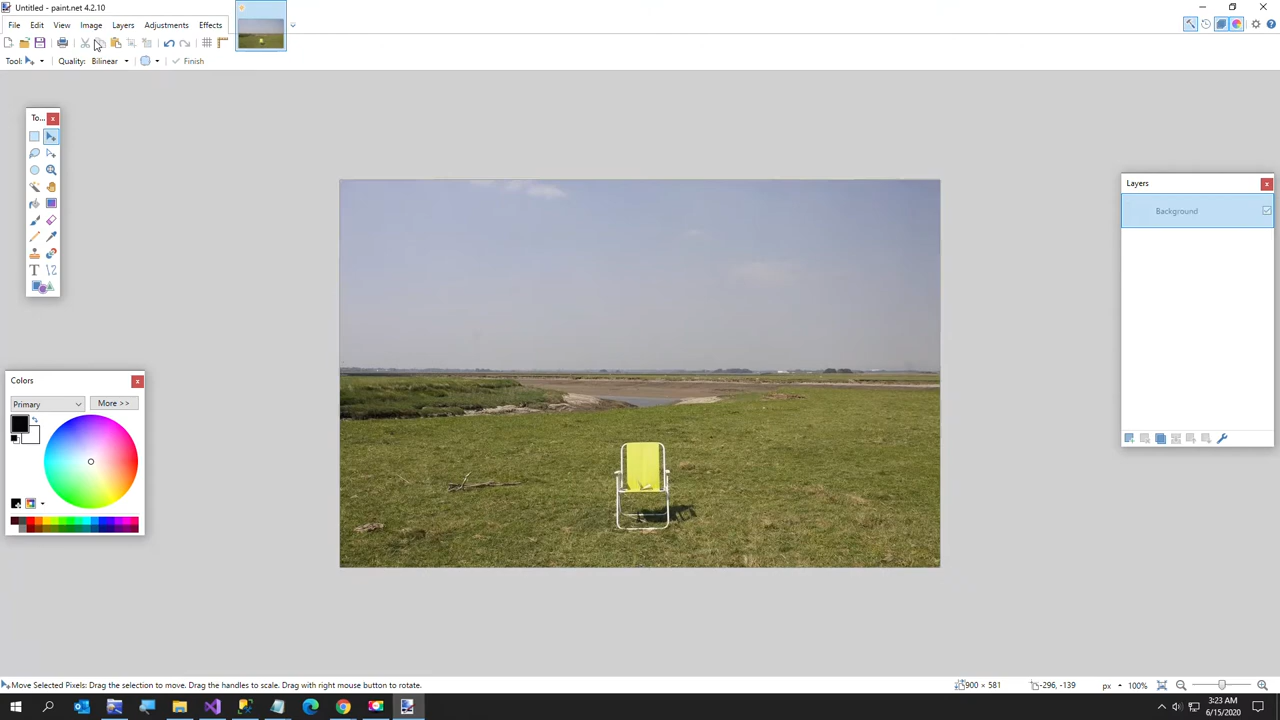 Untitled - paint.net 4.2.10
File Edit View Image Layers Adjustments Effects
Tool: Quality: Bilinear Finish
To...
Layers
Background
Colors
Primary More >>
T
Move Selected Pixels: Drag the selection to move. Drag the handles to scale. Drag with right mouse button to rotate. 900 × 581 -296, -139 px 100%
3:23 AM
6/15/2020